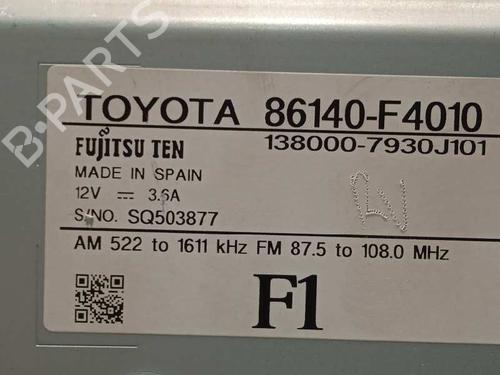 B-PARTS
TOYOTA 86140-F4010
FUJITSU TEN 138000-7930J101
MADE IN SPAIN
12V ⎓ 3.6A
S/NO. SQ503877
AM 522 to 1611 kHz FM 87.5 to 108.0 MHz
F1